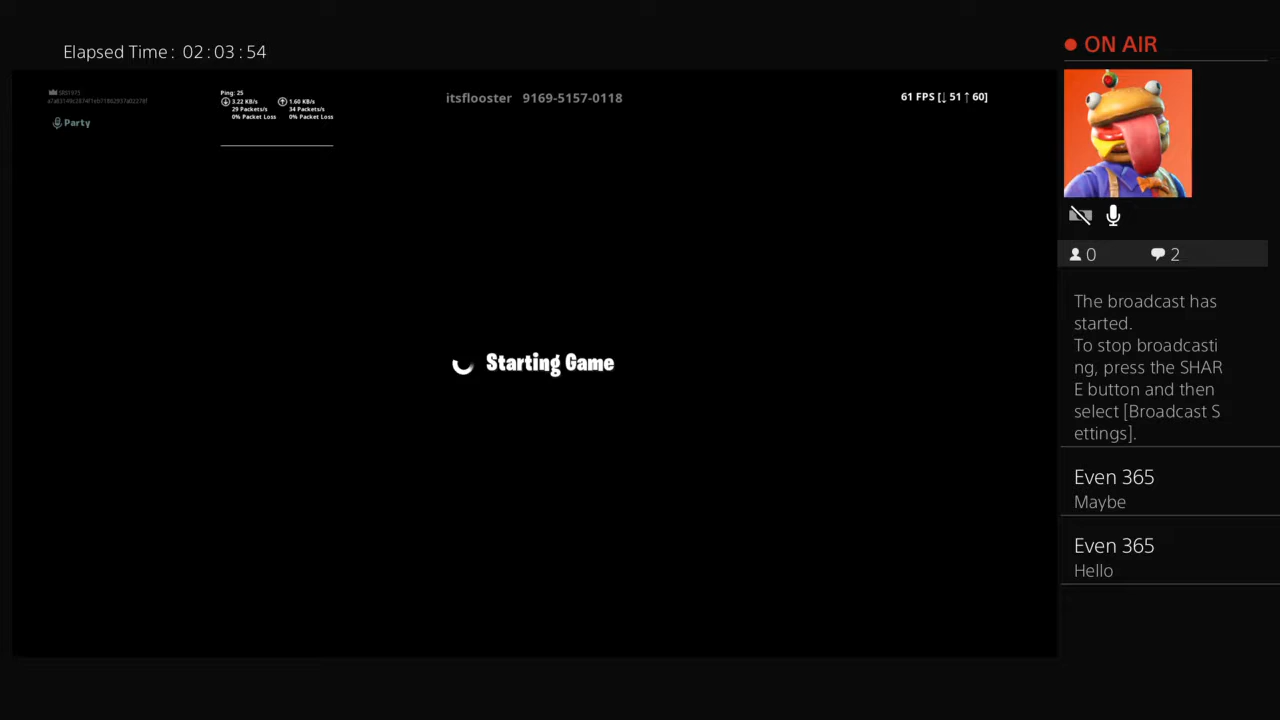 Elapsed Time: 02:03:54
ON AIR
Ping: 25
3.22 KB/s 1.60 KB/s
29 Packets/s 34 Packets/s
0% Packet Loss 0% Packet Loss
itsflooster 9169-5157-0118
61 FPS [↓ 51 ↑ 60]
Party
0 2
Starting Game
The broadcast has
started.
To stop broadcasti
ng, press the SHAR
E button and then
select [Broadcast S
ettings].
Even 365
Maybe
Even 365
Hello